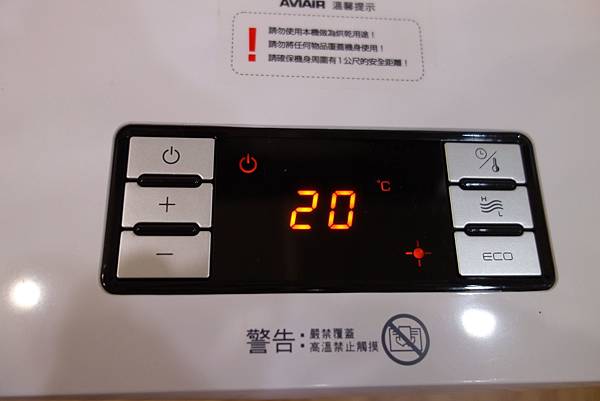 AVIAIR 溫馨提示
! 請勿使用本機做為烘乾用途！
請勿將任何物品覆蓋機身使用！
請確保機身周圍有1公尺的安全距離！
+
−
20
°C
H
L
ECO
警告：嚴禁覆蓋
高溫禁止觸摸